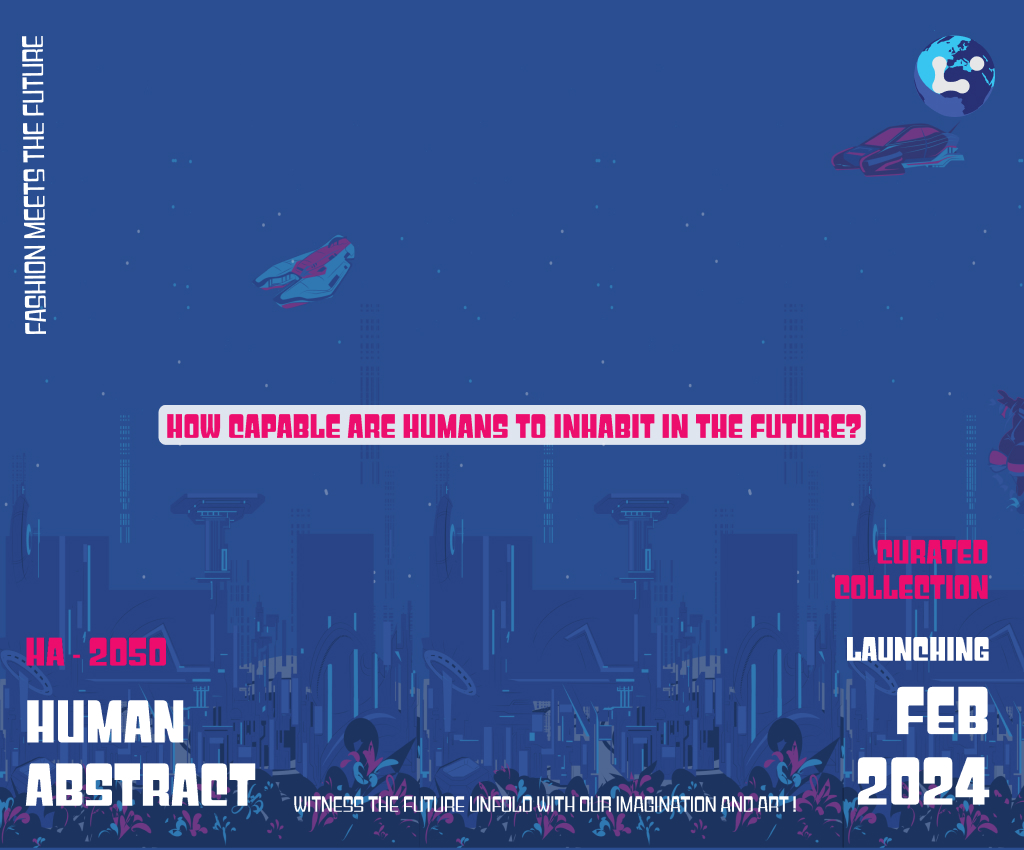 FASHION MEETS THE FUTURE
HOW CAPABLE ARE HUMANS TO INHABIT IN THE FUTURE?
CURATED
COLLECTION
HA - 2050
HUMAN
ABSTRACT
LAUNCHING
FEB
2024
WITNESS THE FUTURE UNFOLD WITH OUR IMAGINATION AND ART !